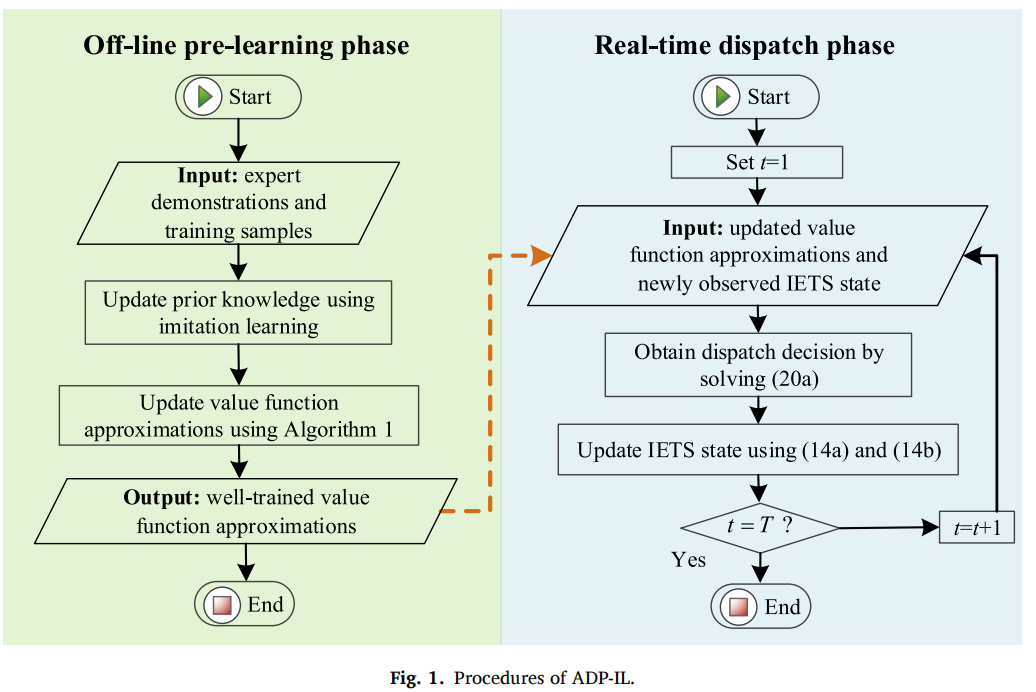 Off-line pre-learning phase
Start
Input: expert
demonstrations and
training samples
Update prior knowledge using
imitation learning
Update value function
approximations using Algorithm 1
Output: well-trained value
function approximations
End
Real-time dispatch phase
Start
Set t=1
Input: updated value
function approximations and
newly observed IETS state
Obtain dispatch decision by
solving (20a)
Update IETS state using (14a) and (14b)
t = T ?
t=t+1
Yes
End
Fig. 1. Procedures of ADP-IL.